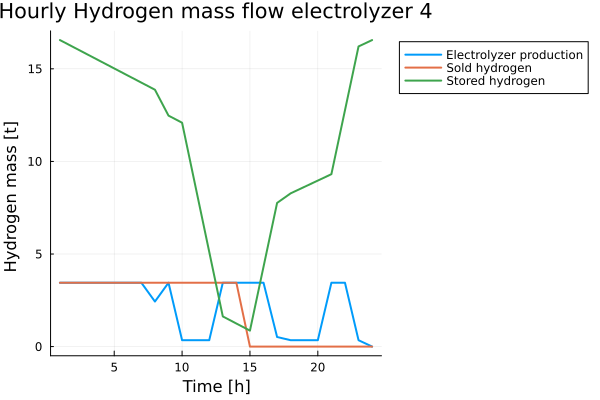 Hourly Hydrogen mass flow electrolyzer 4
Electrolyzer production
Sold hydrogen
Stored hydrogen
Hydrogen mass [t]
15
10
5
0
5
10
15
20
Time [h]